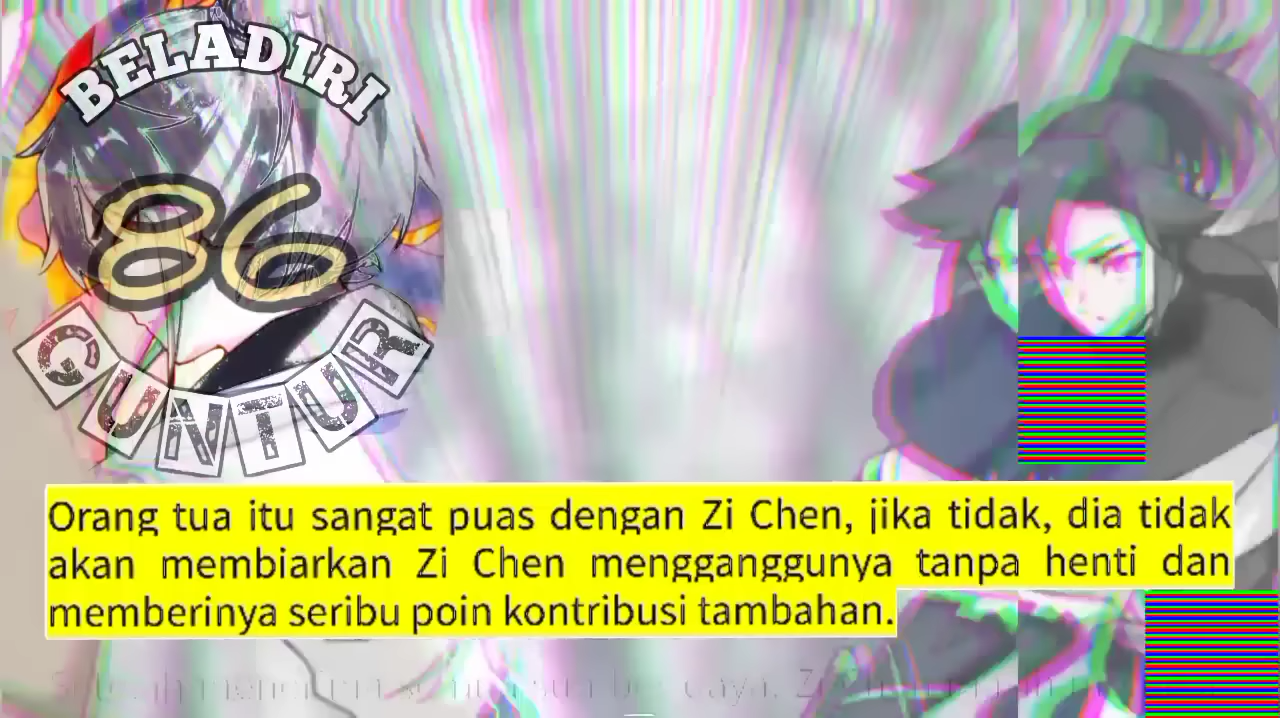 BELADIRI
86
GUNTUR
Orang tua itu sangat puas dengan Zi Chen, jika tidak, dia tidak
akan membiarkan Zi Chen mengganggunya tanpa henti dan
memberinya seribu poin kontribusi tambahan.